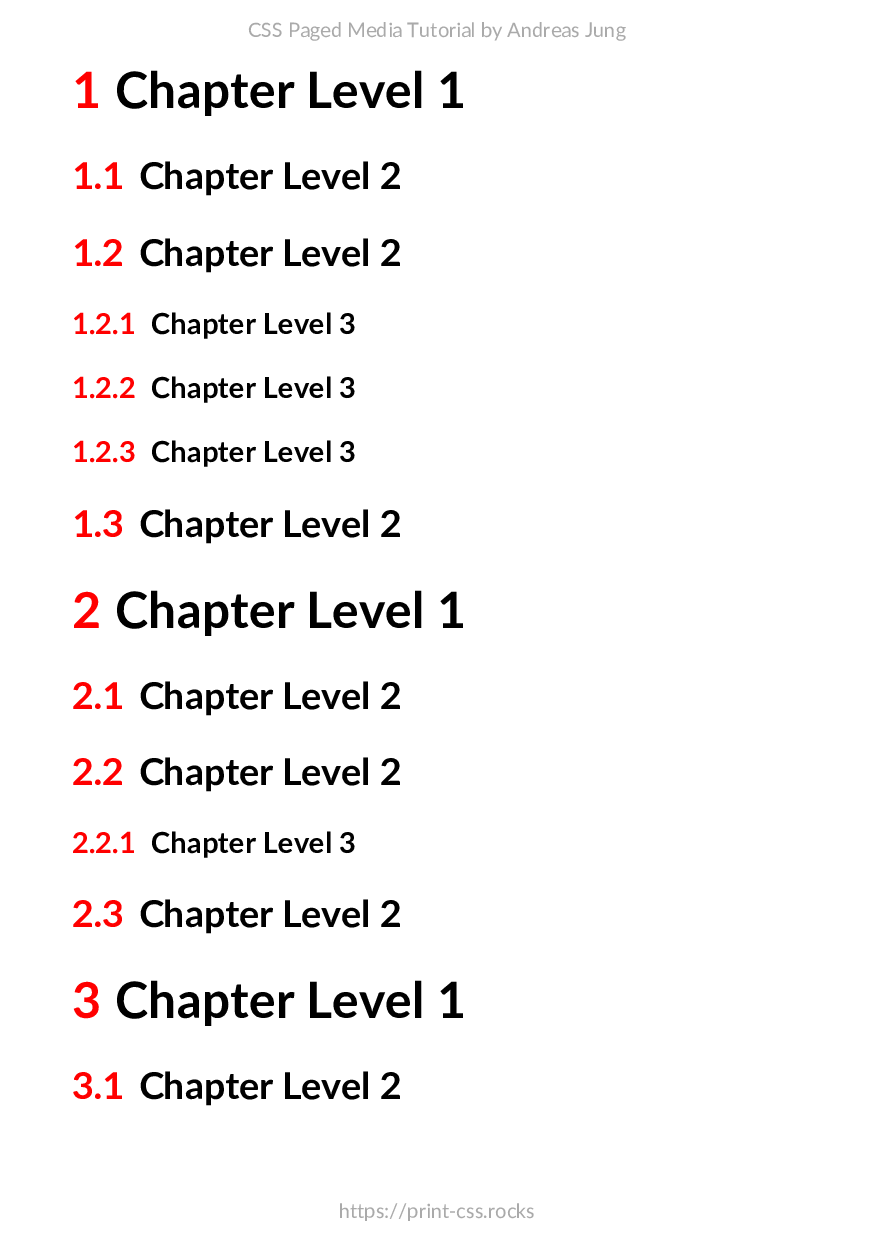 CSS Paged Media Tutorial by Andreas Jung
1 Chapter Level 1
1.1 Chapter Level 2
1.2 Chapter Level 2
1.2.1 Chapter Level 3
1.2.2 Chapter Level 3
1.2.3 Chapter Level 3
1.3 Chapter Level 2
2 Chapter Level 1
2.1 Chapter Level 2
2.2 Chapter Level 2
2.2.1 Chapter Level 3
2.3 Chapter Level 2
3 Chapter Level 1
3.1 Chapter Level 2
https://print-css.rocks